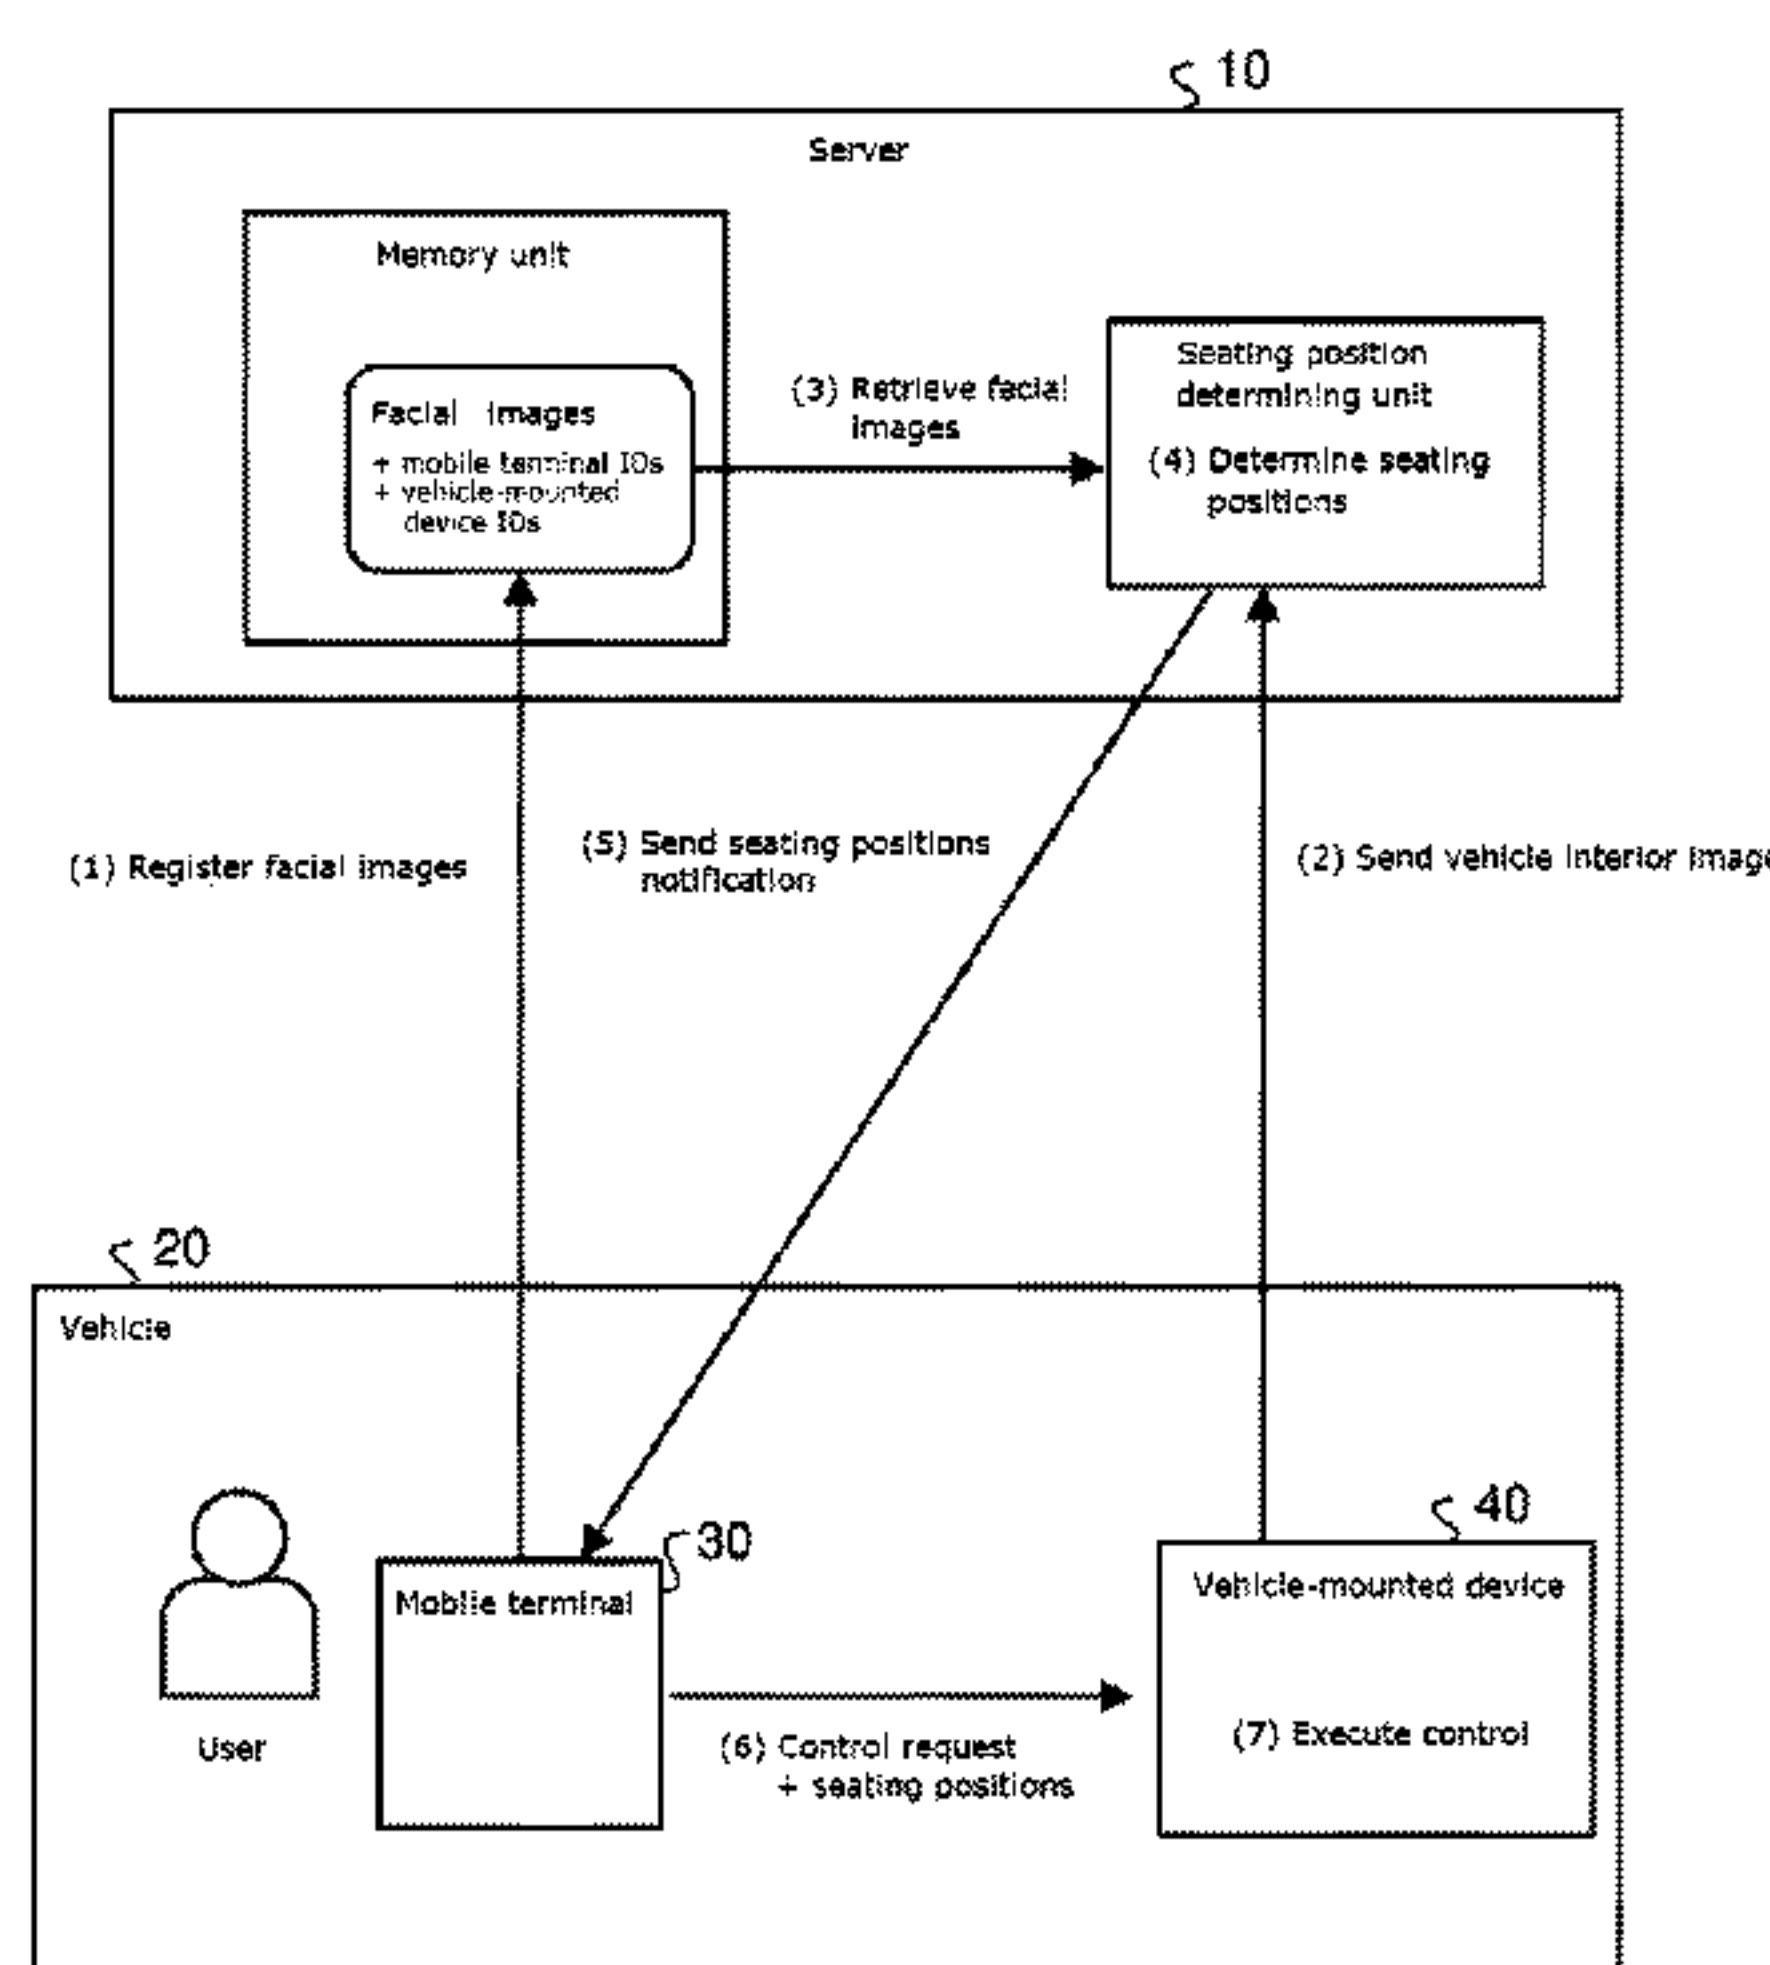 10
Server
Memory unit
Facial images
+ mobile terminal IDs
+ vehicle-mounted
device IDs
(3) Retrieve facial
images
Seating position
determining unit
(4) Determine seating
positions
(1) Register facial images
(5) Send seating positions
notification
(2) Send vehicle interior image
20
Vehicle
User
30
Mobile terminal
(6) Control request
+ seating positions
40
Vehicle-mounted device
(7) Execute control